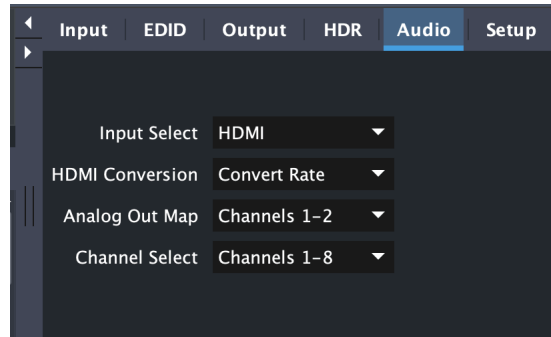 Input EDID Output HDR Audio Setup
Input Select HDMI
HDMI Conversion Convert Rate
Analog Out Map Channels 1-2
Channel Select Channels 1-8